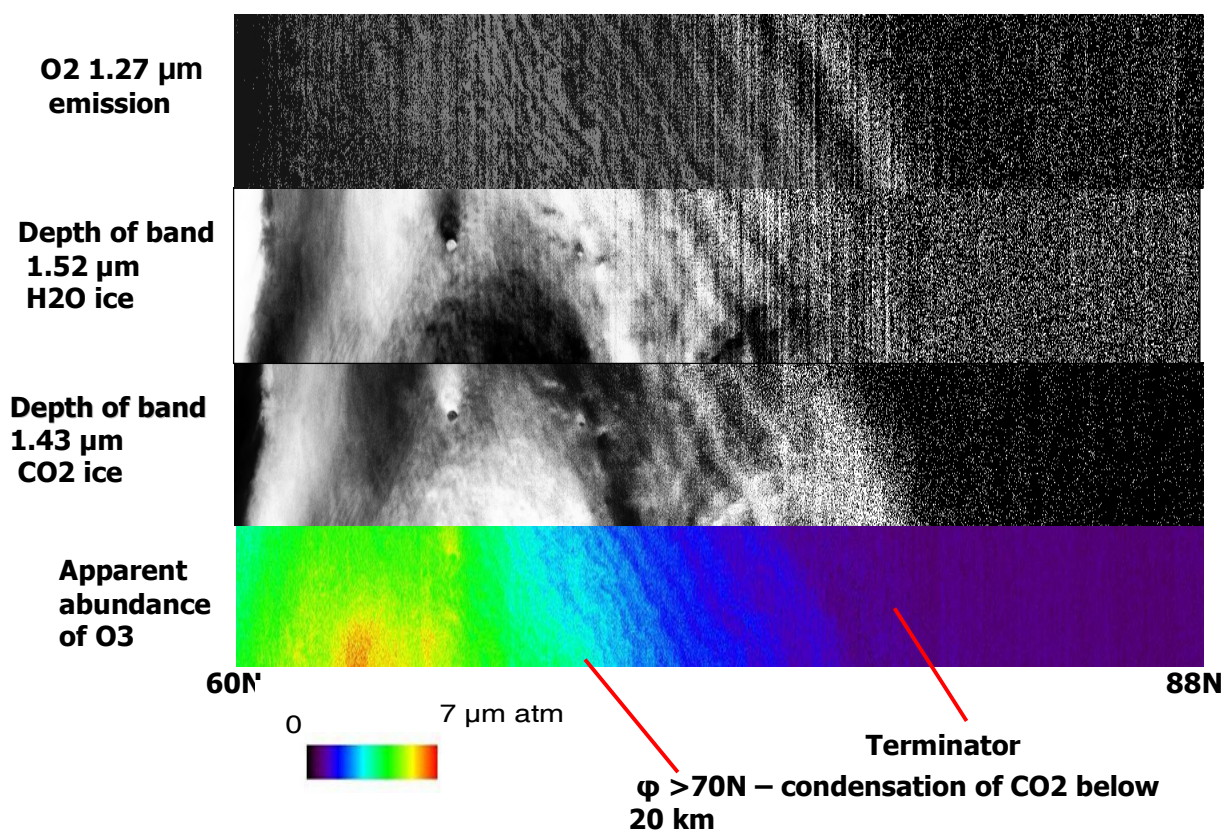 O2 1.27 µm
emission
Depth of band
1.52 µm
H2O ice
Depth of band
1.43 µm
CO2 ice
Apparent
abundance
of O3
60N
88N
0
7 µm atm
Terminator
φ >70N – condensation of CO2 below
20 km